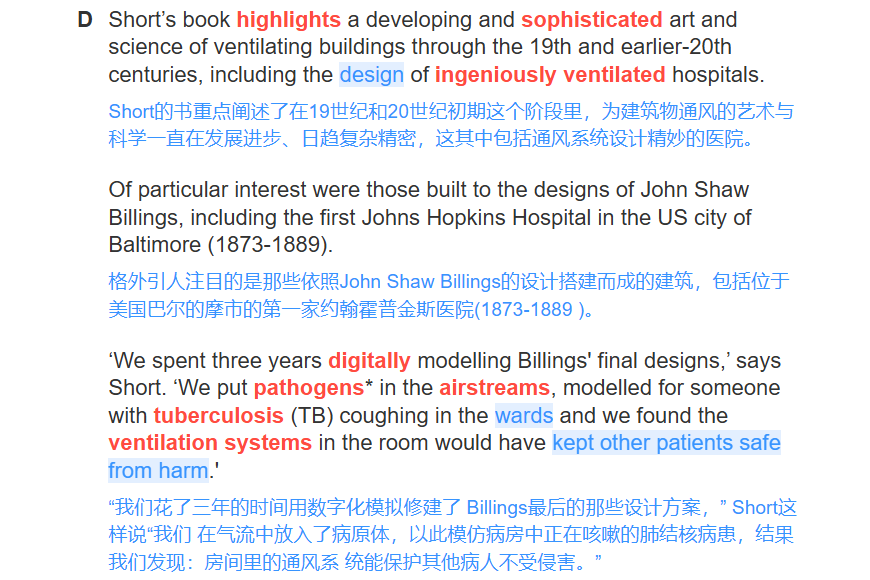 D Short’s book highlights a developing and sophisticated art and
science of ventilating buildings through the 19th and earlier-20th
centuries, including the design of ingeniously ventilated hospitals.
Short的书重点阐述了在19世纪和20世纪初期这个阶段里，为建筑物通风的艺术与
科学一直在发展进步、日趋复杂精密，这其中包括通风系统设计精妙的医院。
Of particular interest were those built to the designs of John Shaw
Billings, including the first Johns Hopkins Hospital in the US city of
Baltimore (1873-1889).
格外引人注目的是那些依照John Shaw Billings的设计搭建而成的建筑，包括位于
美国巴尔的摩市的第一家约翰霍普金斯医院(1873-1889 )。
‘We spent three years digitally modelling Billings' final designs,’ says
Short. ‘We put pathogens* in the airstreams, modelled for someone
with tuberculosis (TB) coughing in the wards and we found the
ventilation systems in the room would have kept other patients safe
from harm.'
“我们花了三年的时间用数字化模拟修建了 Billings最后的那些设计方案，” Short这
样说“我们 在气流中放入了病原体，以此模仿病房中正在咳嗽的肺结核病患，结果
我们发现：房间里的通风系 统能保护其他病人不受侵害。”